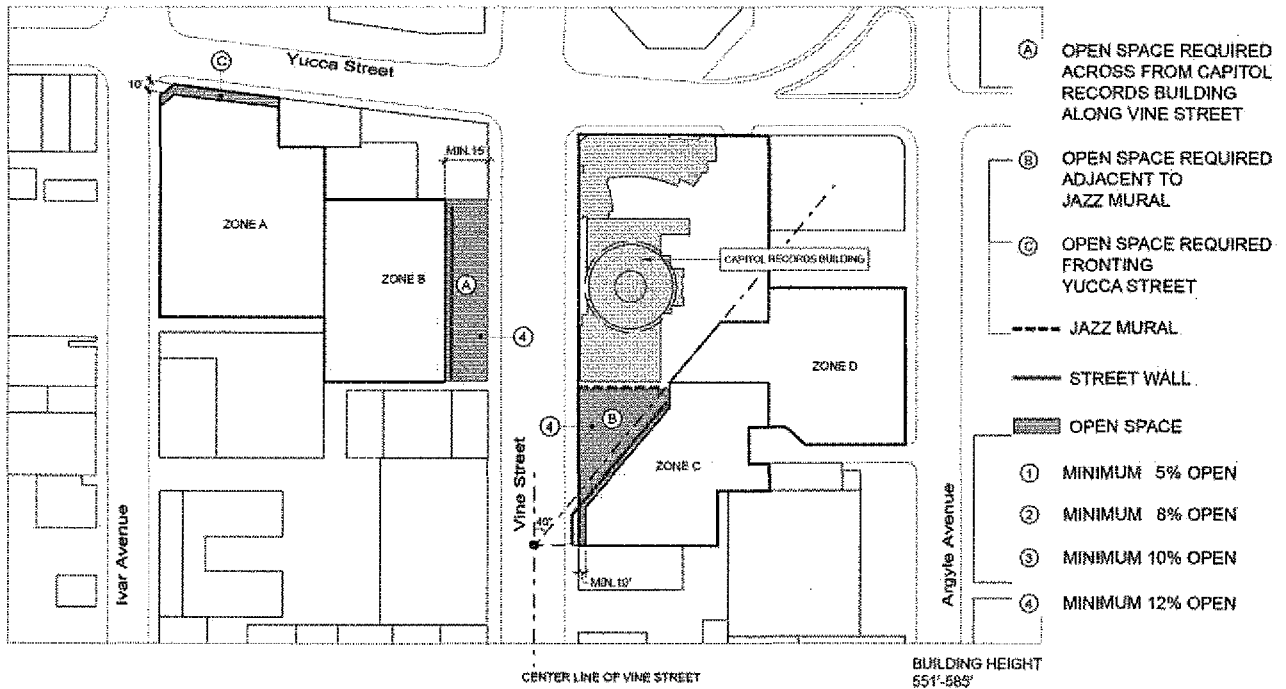 Yucca Street
C
10'
MIN.15'
ZONE A
ZONE B
A
4
CAPITOL RECORDS BUILDING
ZONE D
4
B
ZONE C
Vine Street
Ivar Avenue
Argyle Avenue
MIN.10'
CENTER LINE OF VINE STREET
BUILDING HEIGHT
551'-585'
A OPEN SPACE REQUIRED
ACROSS FROM CAPITOL
RECORDS BUILDING
ALONG VINE STREET
B OPEN SPACE REQUIRED
ADJACENT TO
JAZZ MURAL
C OPEN SPACE REQUIRED
FRONTING
YUCCA STREET
JAZZ MURAL
STREET WALL
OPEN SPACE
1 MINIMUM 5% OPEN
2 MINIMUM 8% OPEN
3 MINIMUM 10% OPEN
4 MINIMUM 12% OPEN